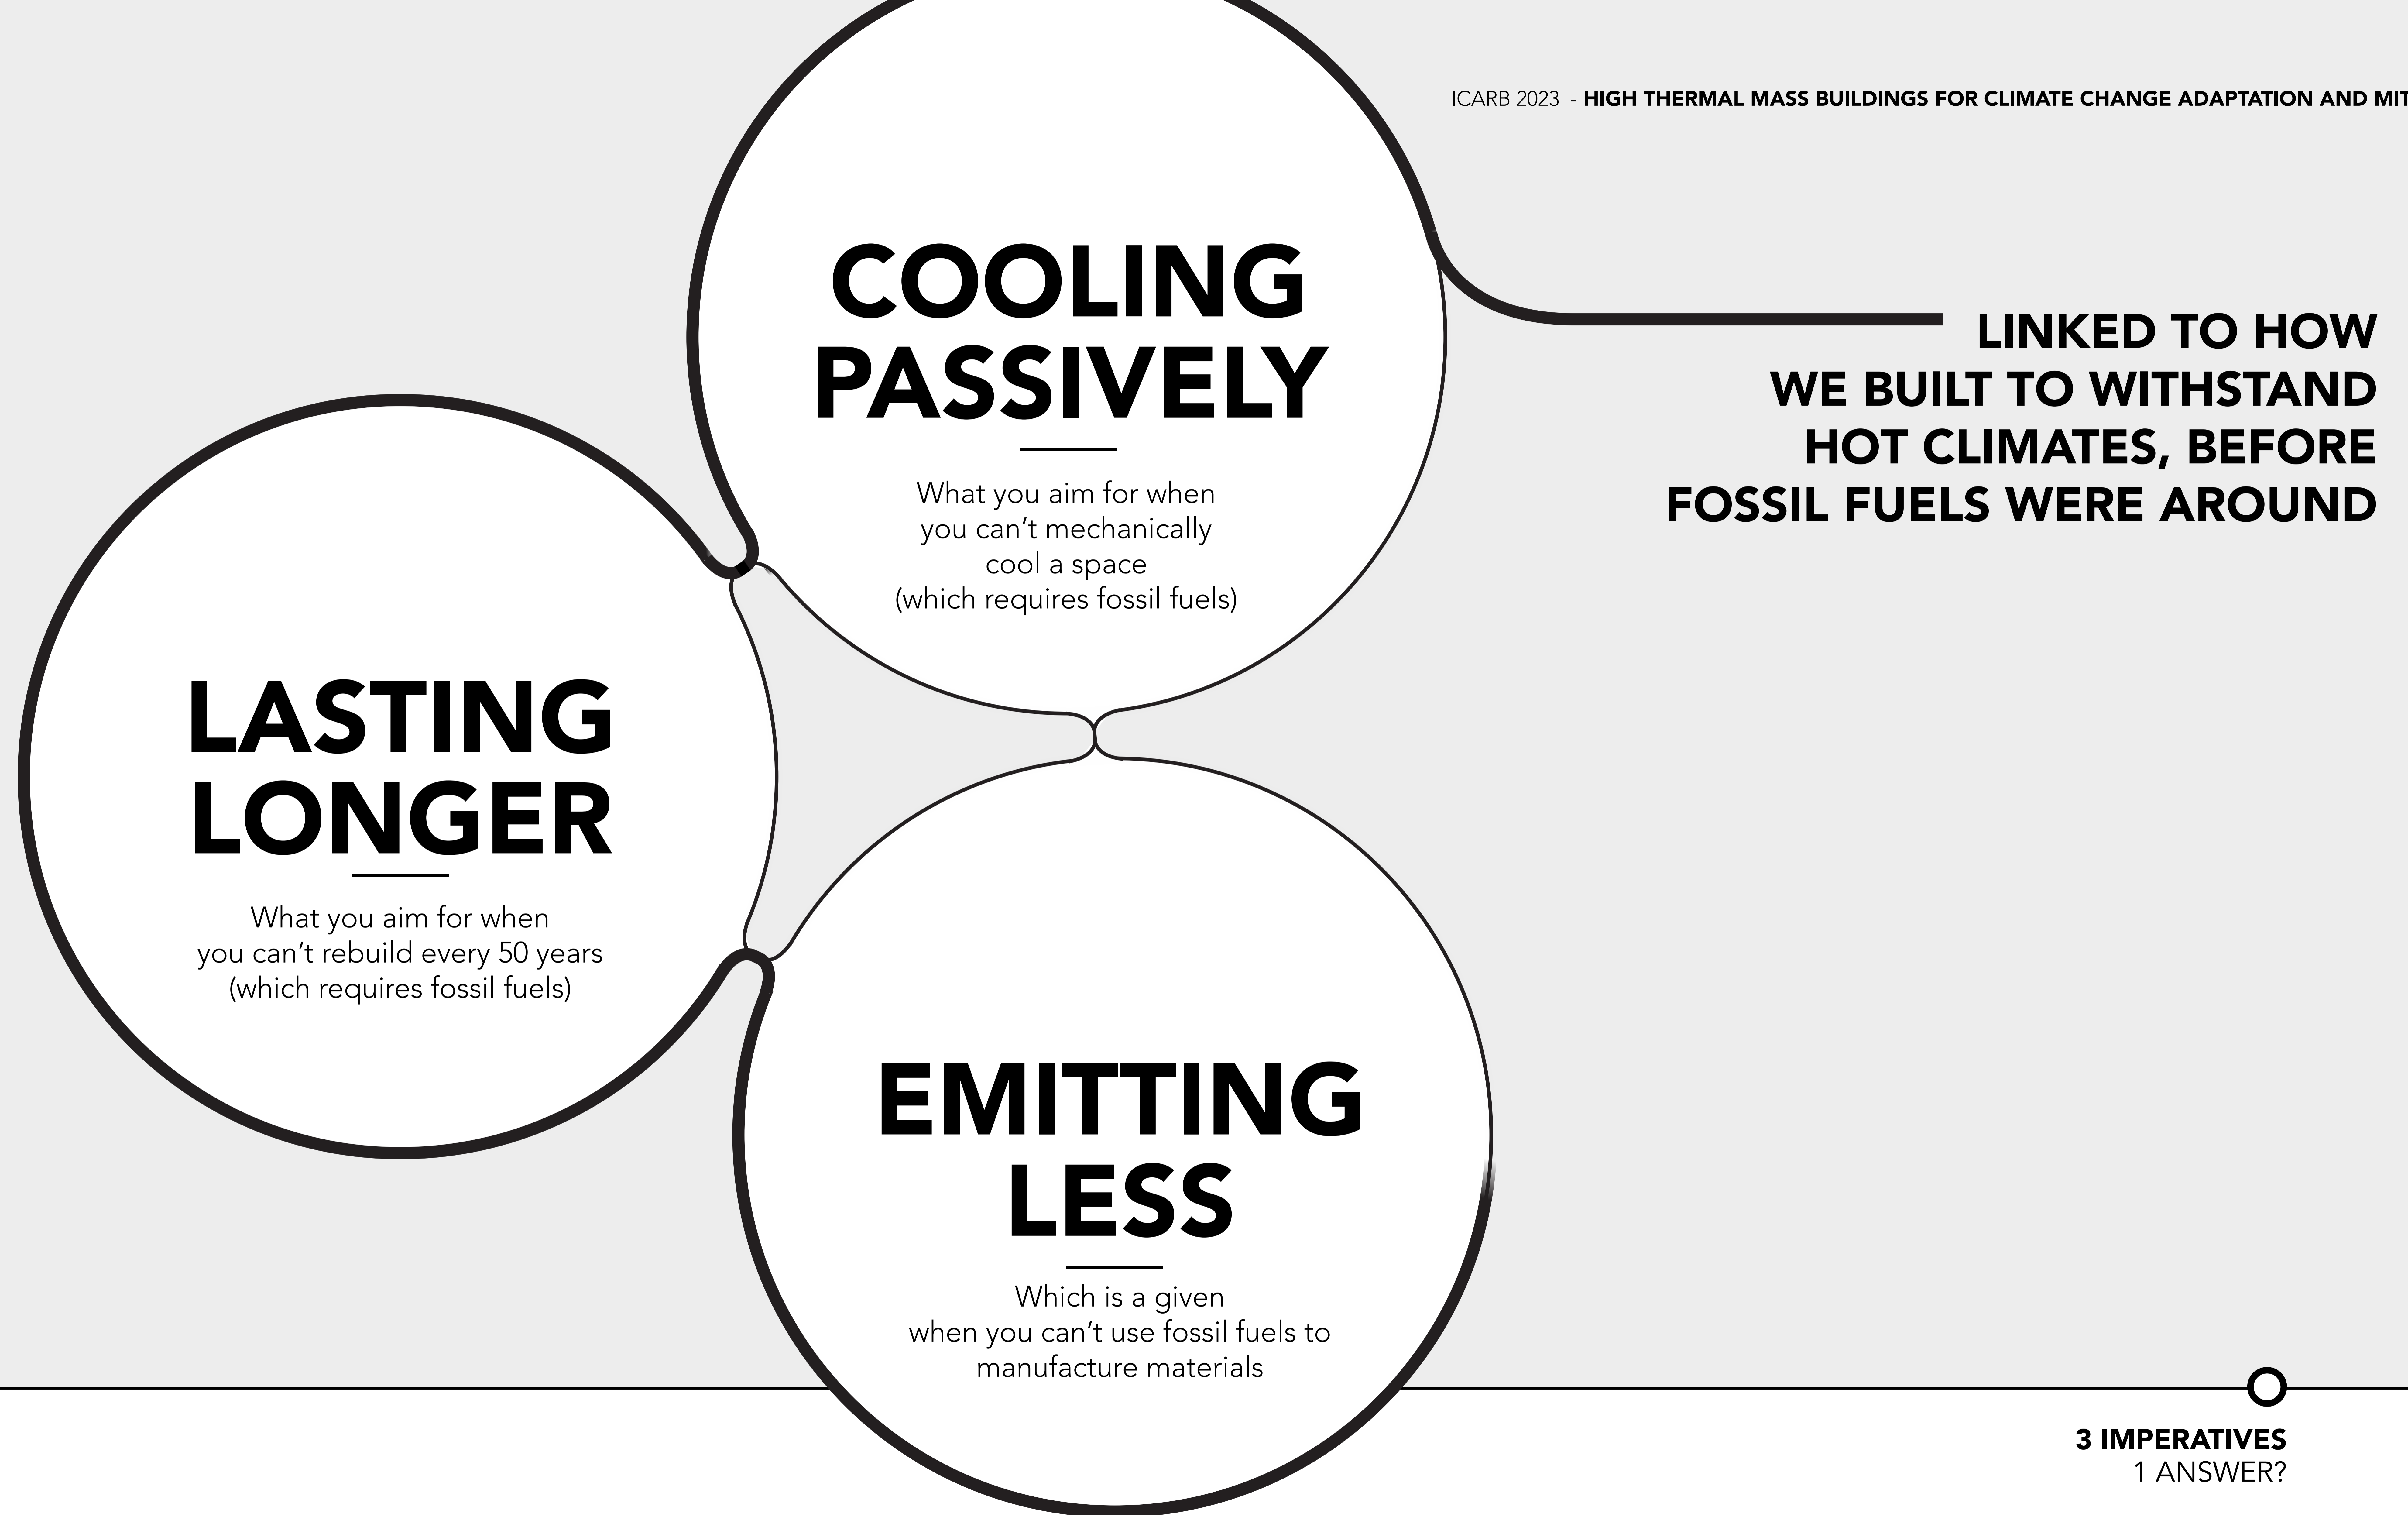 ICARB 2023 - HIGH THERMAL MASS BUILDINGS FOR CLIMATE CHANGE ADAPTATION AND
COOLING
PASSIVELY
What you aim for when
you can’t mechanically
cool a space
(which requires fossil fuels)
LINKED TO HOW
WE BUILT TO WITHSTAND
HOT CLIMATES, BEFORE
FOSSIL FUELS WERE AROUND
LASTING
LONGER
What you aim for when
you can’t rebuild every 50 years
(which requires fossil fuels)
EMITTING
LESS
Which is a given
when you can’t use fossil fuels to
manufacture materials
3 IMPERATIVES
1 ANSWER?